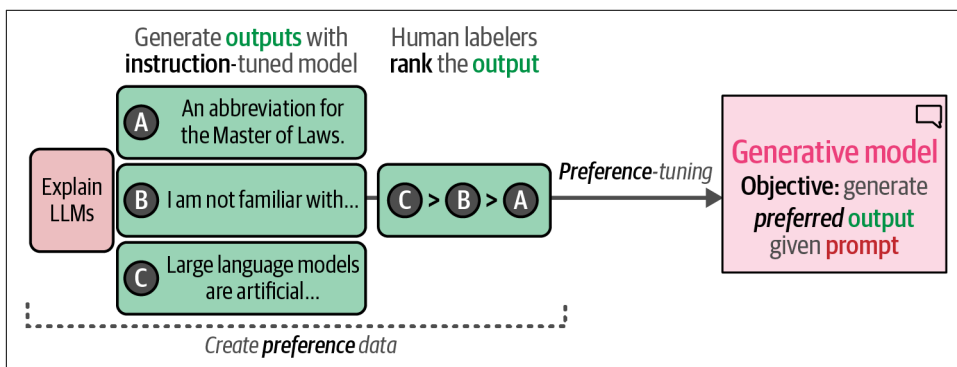 Generate outputs with
instruction-tuned model
Human labelers
rank the output
Explain
LLMs
A
An abbreviation for
the Master of Laws.
B
I am not familiar with...
C
Large language models
are artificial...
C > B > A
Preference-tuning
Generative model
Objective: generate
preferred output
given prompt
Create preference data